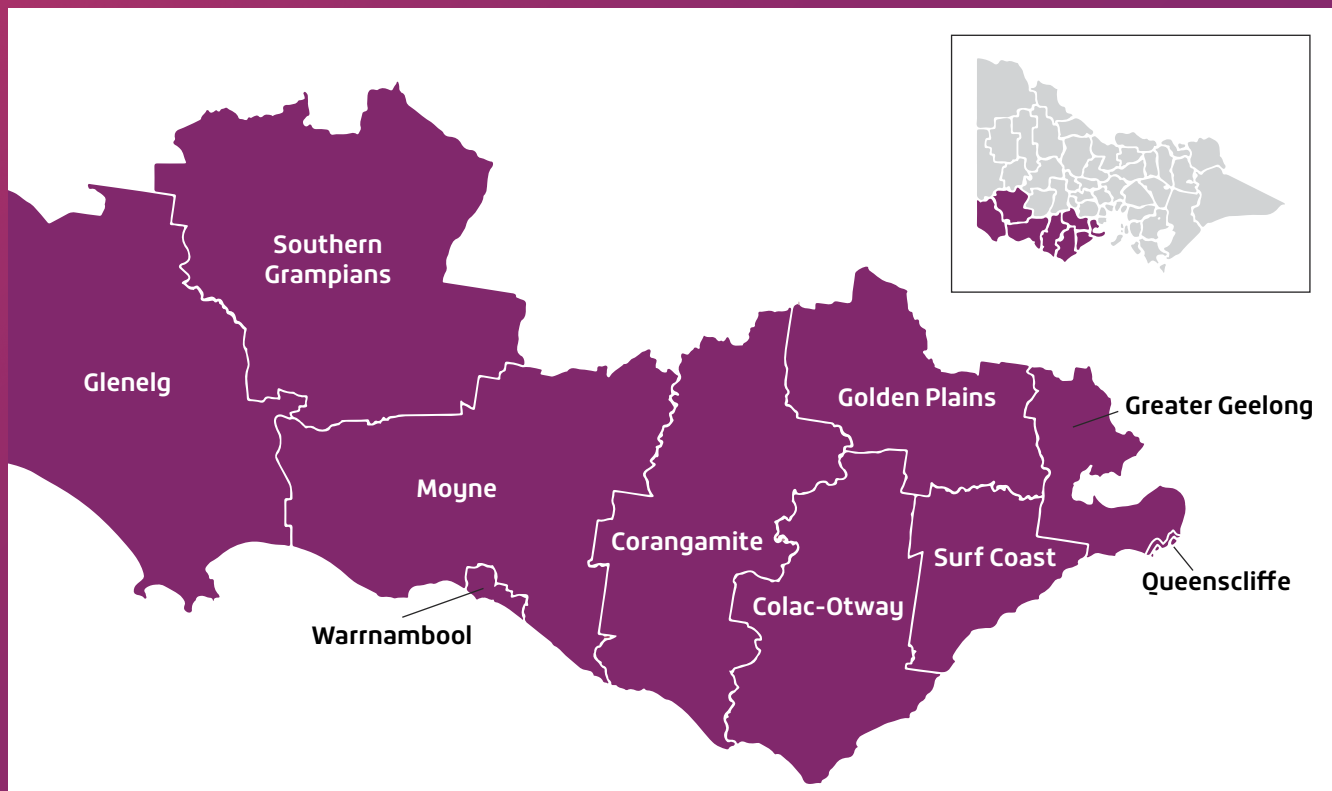 Southern
Grampians
Glenelg
Golden Plains
Greater Geelong
Moyne
Corangamite
Surf Coast
Queenscliffe
Colac-Otway
Warrnambool